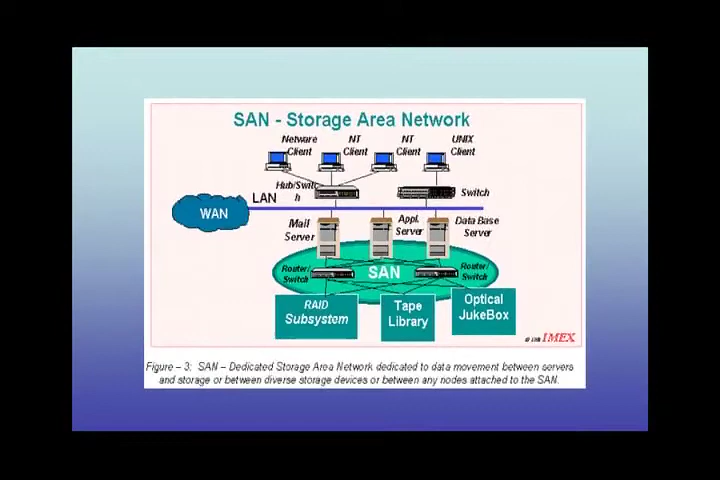 SAN - Storage Area Network
Netware Client
NT Client
NT Client
UNIX Client
Hub/Switc
h
Switch
LAN
WAN
Mail Server
Appl. Server
Data Base Server
Router/
Switch
SAN
Router/
Switch
RAID
Subsystem
Tape
Library
Optical
JukeBox
IMEX
Figure – 3: SAN – Dedicated Storage Area Network dedicated to data movement between servers
and storage or between diverse storage devices or between any nodes attached to the SAN.